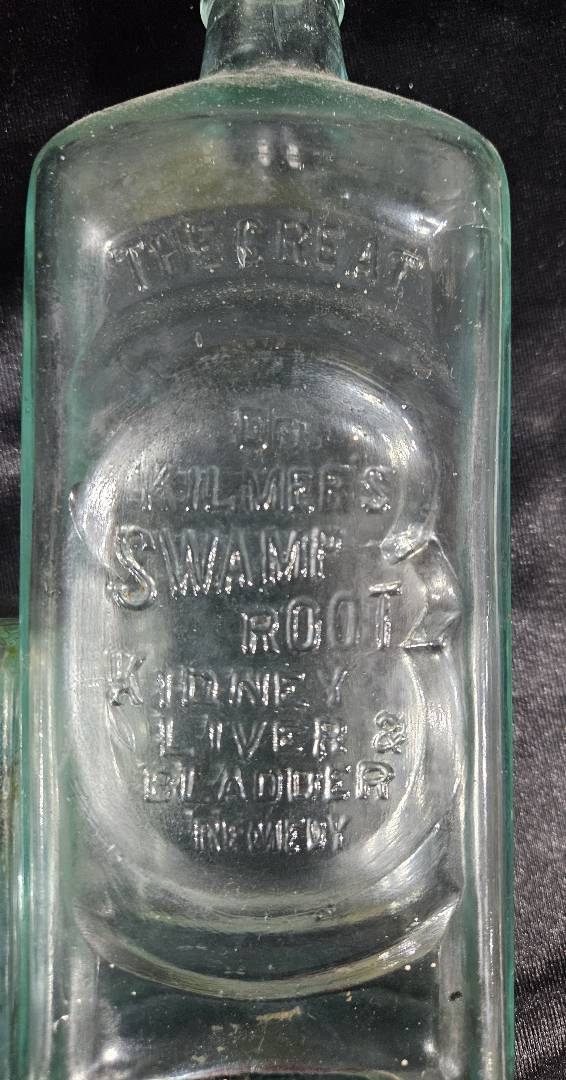 THE GREAT
DR.
KILMER'S
SWAMP
ROOT
KIDNEY
LIVER &
BLADDER
REMEDY